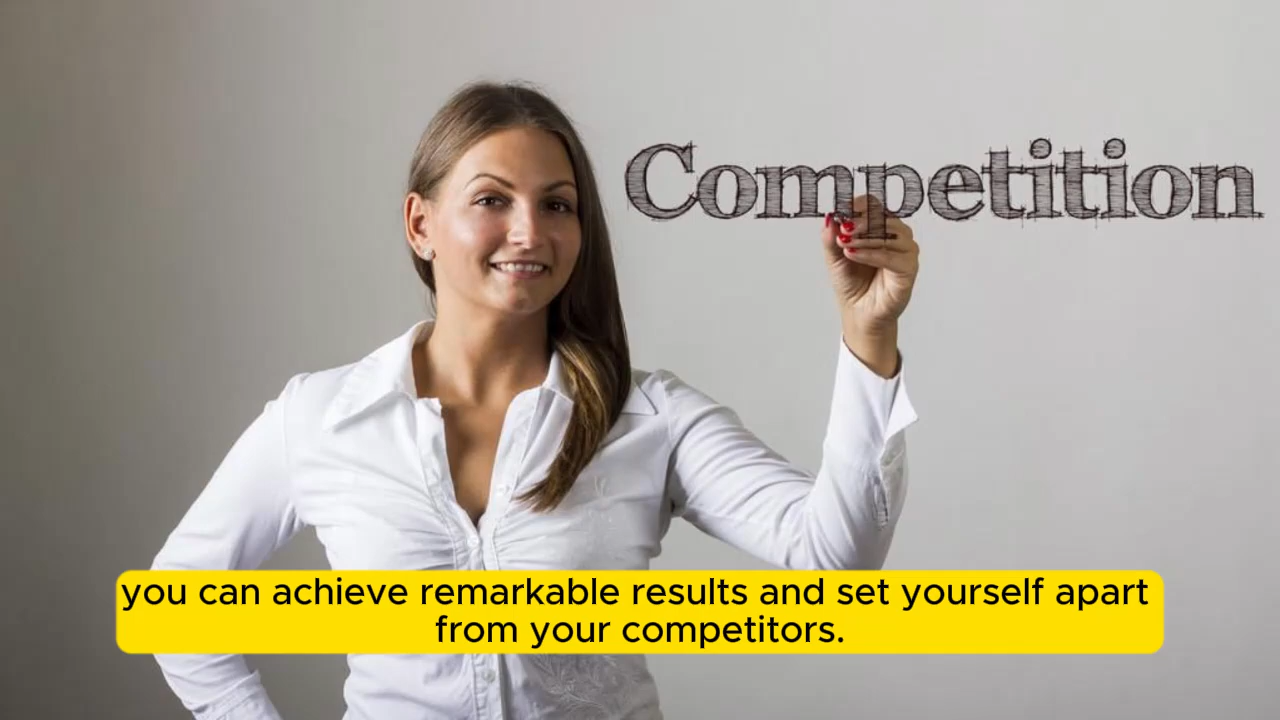 Competition
you can achieve remarkable results and set yourself apart
from your competitors.